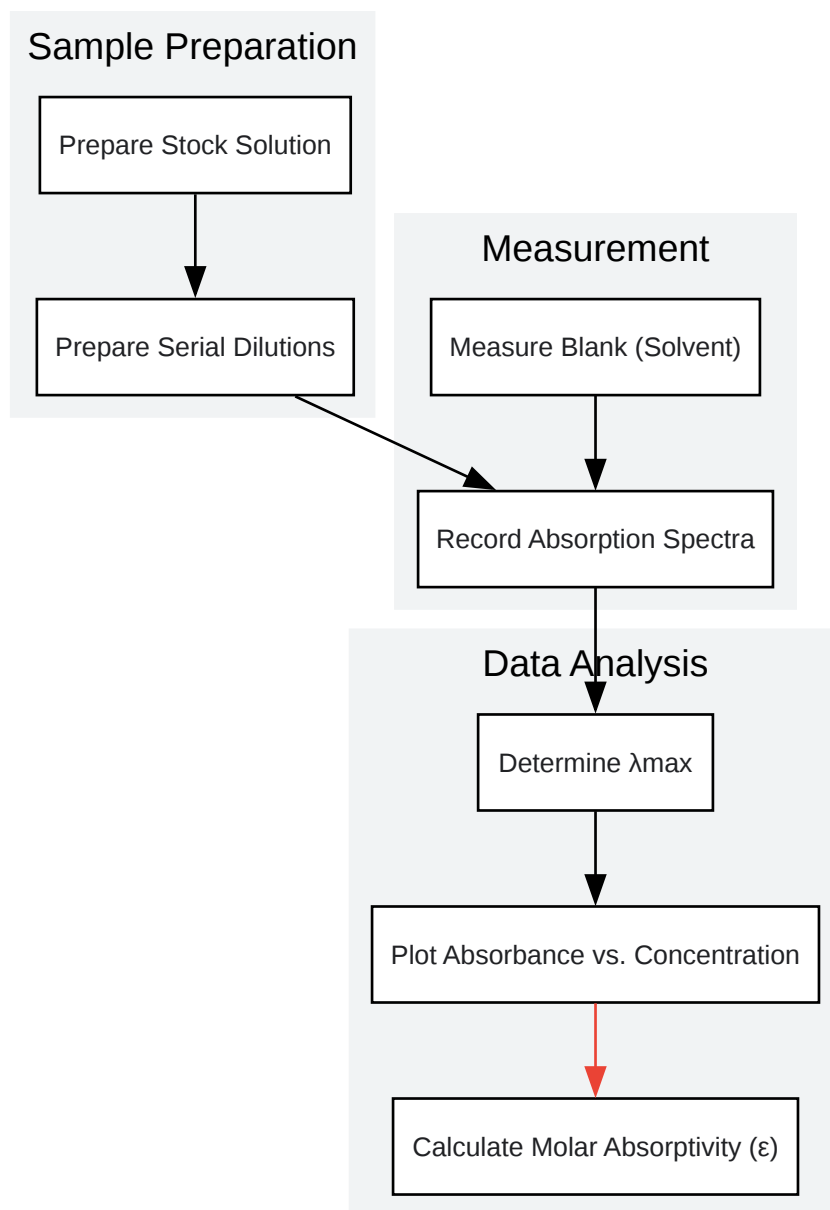 Sample Preparation
Prepare Stock Solution
Prepare Serial Dilutions
Measurement
Measure Blank (Solvent)
Record Absorption Spectra
Data Analysis
Determine λmax
Plot Absorbance vs. Concentration
Calculate Molar Absorptivity (ε)